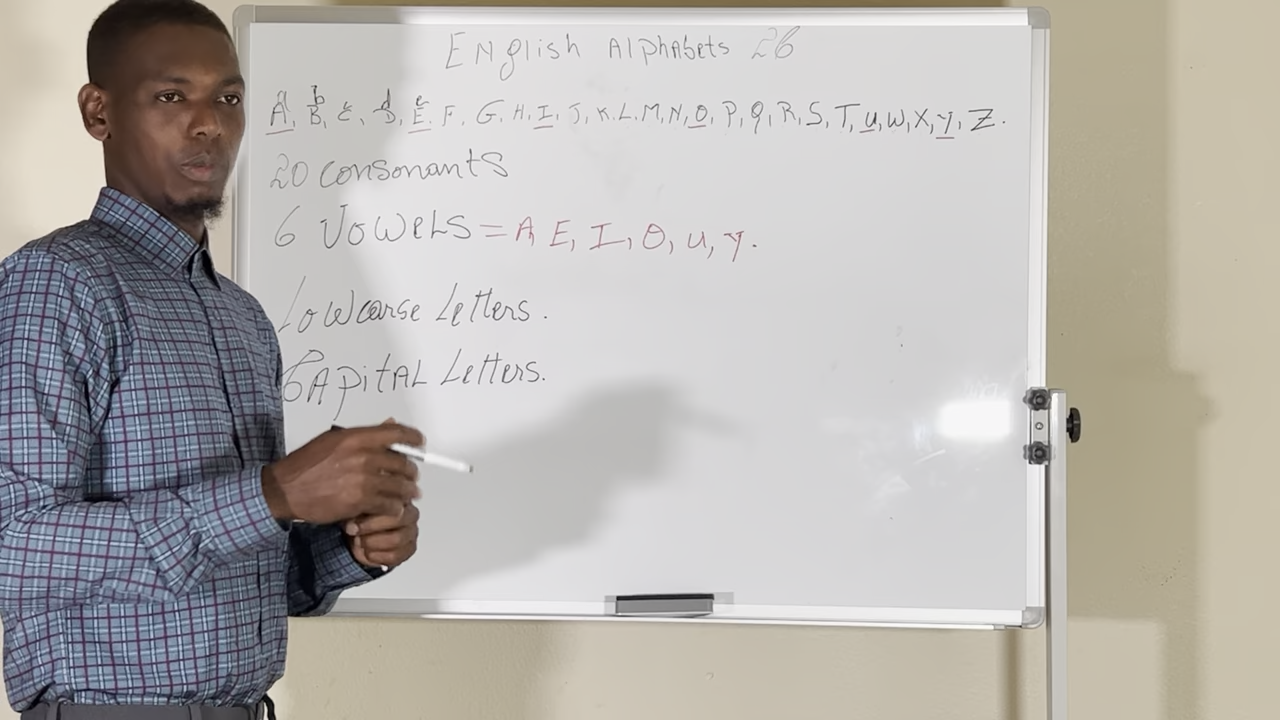 English Alphabets 26
a b d e
A, B, C, D, E, F, G, H, I, J, K, L, M, N, O, P, Q, R, S, T, U, W, X, Y, Z.
20 consonants
6 Vowels = A, E, I, O, U, Y.
Lowcarse Letters.
Capital Letters.